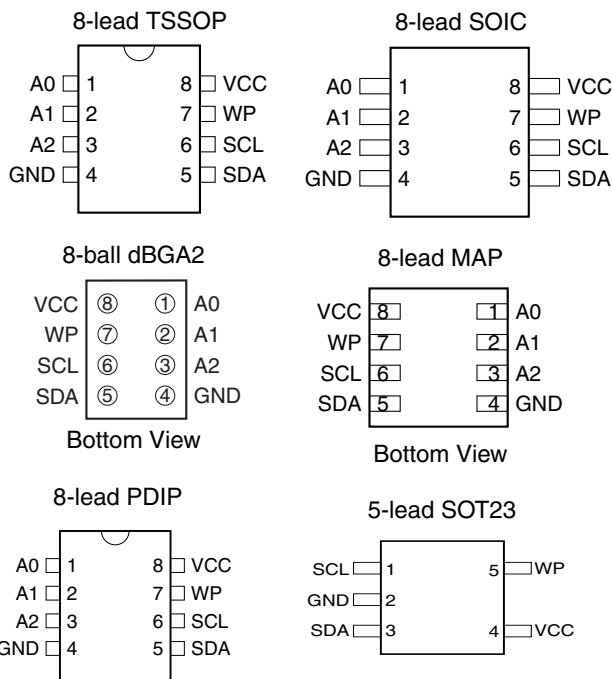 8-lead TSSOP
A0 1 8 VCC
A1 2 7 WP
A2 3 6 SCL
GND 4 5 SDA
8-lead SOIC
A0 1 8 VCC
A1 2 7 WP
A2 3 6 SCL
GND 4 5 SDA
8-ball dBGA2
VCC 8 1 A0
WP 7 2 A1
SCL 6 3 A2
SDA 5 4 GND
Bottom View
8-lead MAP
VCC 8 1 A0
WP 7 2 A1
SCL 6 3 A2
SDA 5 4 GND
Bottom View
8-lead PDIP
A0 1 8 VCC
A1 2 7 WP
A2 3 6 SCL
GND 4 5 SDA
5-lead SOT23
SCL 1 5 WP
GND 2
SDA 3 4 VCC